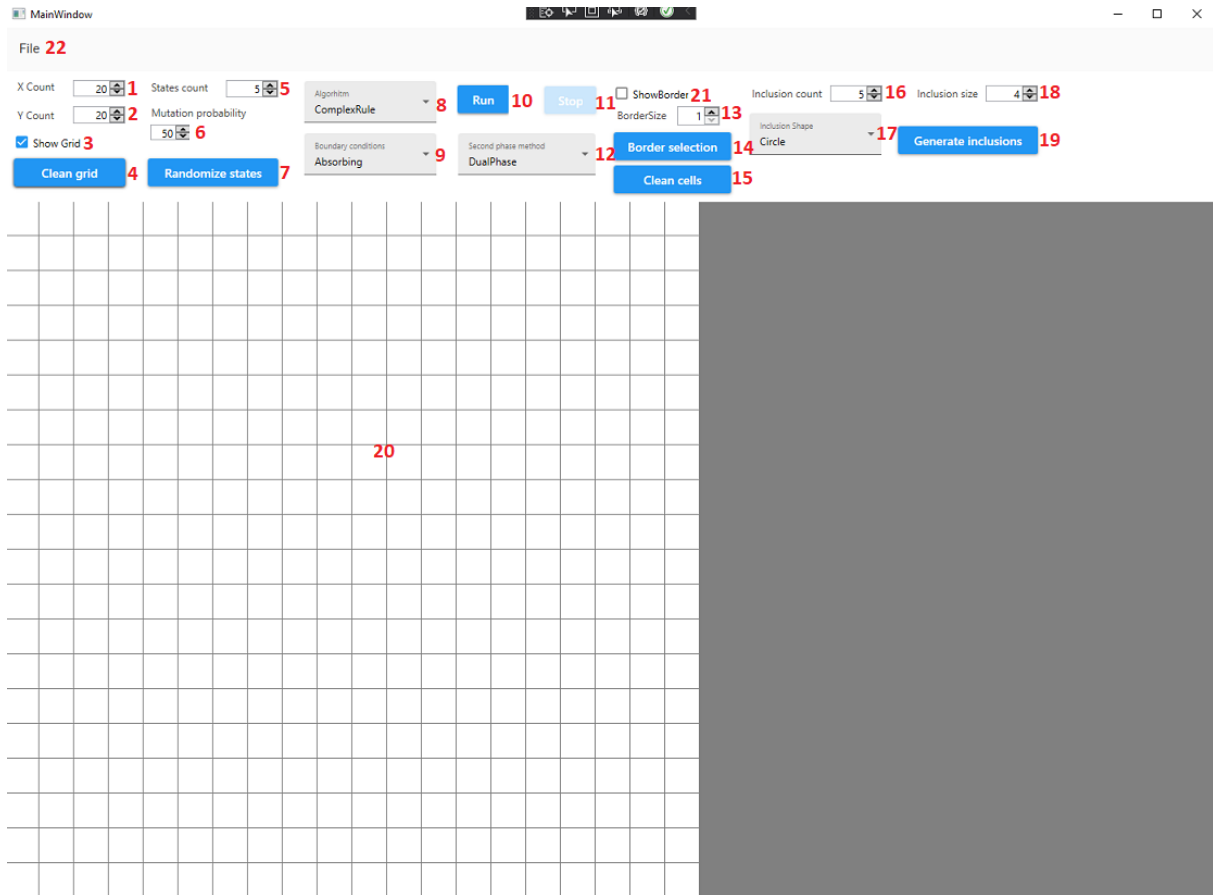 MainWindow
File 22
X Count 20 1 States count 5 5
Y Count 20 2 Mutation probability
50 6
Show Grid 3
Clean grid 4 Randomize states 7
Algorhitm
ComplexRule 8
Boundary conditions
Absorbing 9
Run 10 Stop 11
Second phase method
DualPhase 12
ShowBorder 21
BorderSize 1 13
Border selection 14
Clean cells 15
Inclusion count 5 16 Inclusion size 4 18
Inclusion Shape
Circle 17
Generate inclusions 19
20